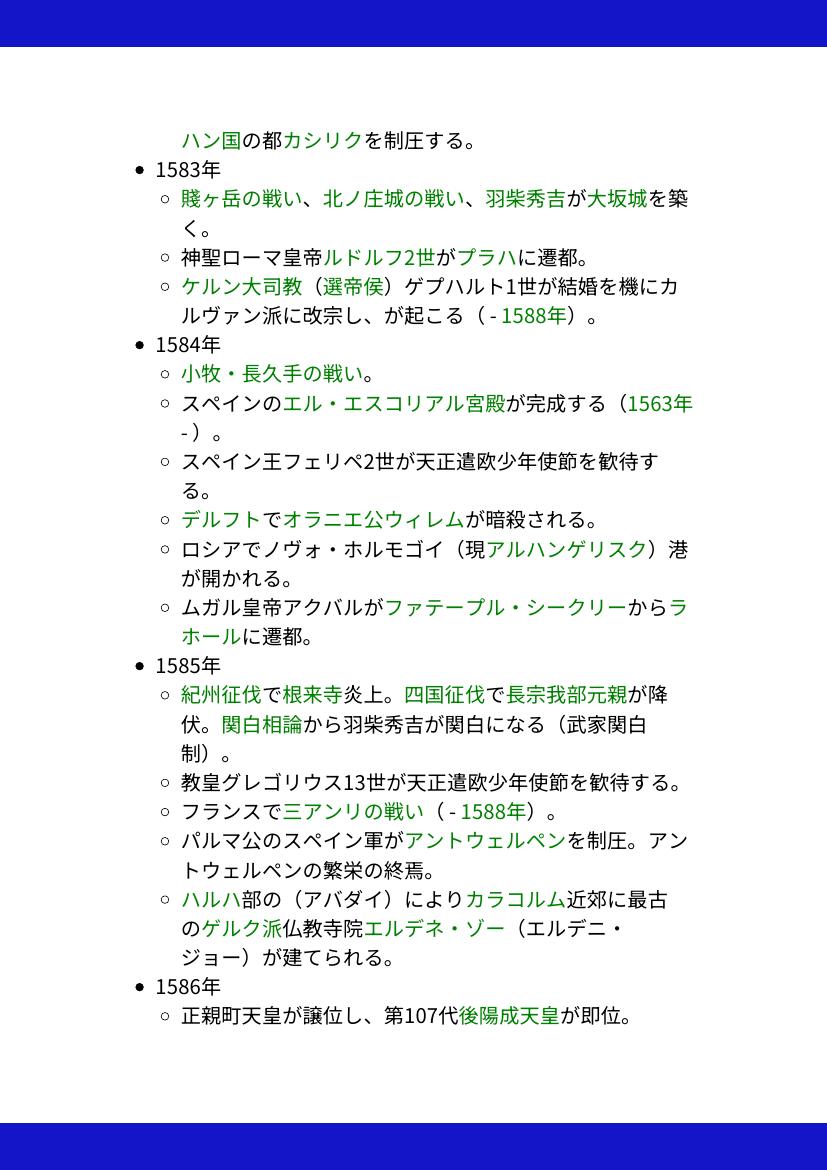 ハン国の都カシリクを制圧する。
• 1583年
◦ 賤ヶ岳の戦い、北ノ庄城の戦い、羽柴秀吉が大坂城を築
く。
◦ 神聖ローマ皇帝ルドルフ2世がプラハに遷都。
◦ ケルン大司教（選帝侯）ゲプハルト1世が結婚を機にカ
ルヴァン派に改宗し、が起こる（ - 1588年）。
• 1584年
◦ 小牧・長久手の戦い。
◦ スペインのエル・エスコリアル宮殿が完成する（1563年
- ）。
◦ スペイン王フェリペ2世が天正遣欧少年使節を歓待す
る。
◦ デルフトでオラニエ公ウィレムが暗殺される。
◦ ロシアでノヴォ・ホルモゴイ（現アルハンゲリスク）港
が開かれる。
◦ ムガル皇帝アクバルがファテープル・シークリーからラ
ホールに遷都。
• 1585年
◦ 紀州征伐で根来寺炎上。四国征伐で長宗我部元親が降
伏。関白相論から羽柴秀吉が関白になる（武家関白
制）。
◦ 教皇グレゴリウス13世が天正遣欧少年使節を歓待する。
◦ フランスで三アンリの戦い（ - 1588年）。
◦ パルマ公のスペイン軍がアントウェルペンを制圧。アン
トウェルペンの繁栄の終焉。
◦ ハルハ部の（アバダイ）によりカラコルム近郊に最古
のゲルク派仏教寺院エルデネ・ゾー（エルデニ・
ジョー）が建てられる。
• 1586年
◦ 正親町天皇が譲位し、第107代後陽成天皇が即位。